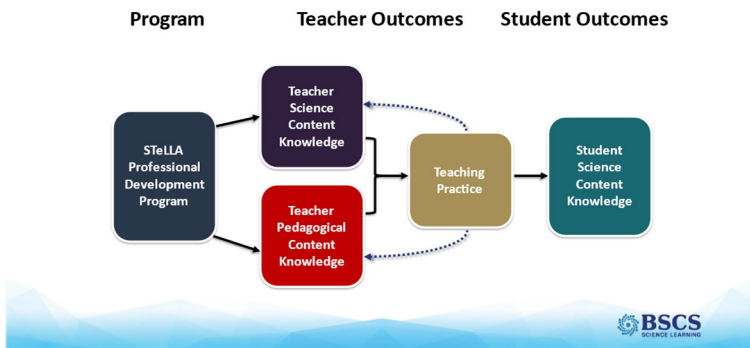 Program
Teacher Outcomes
Student Outcomes
STeLLA
Professional
Development
Program
Teacher
Science
Content
Knowledge
Teacher
Pedagogical
Content
Knowledge
Teaching
Practice
Student
Science
Content
Knowledge
BSCS
SCIENCE LEARNING